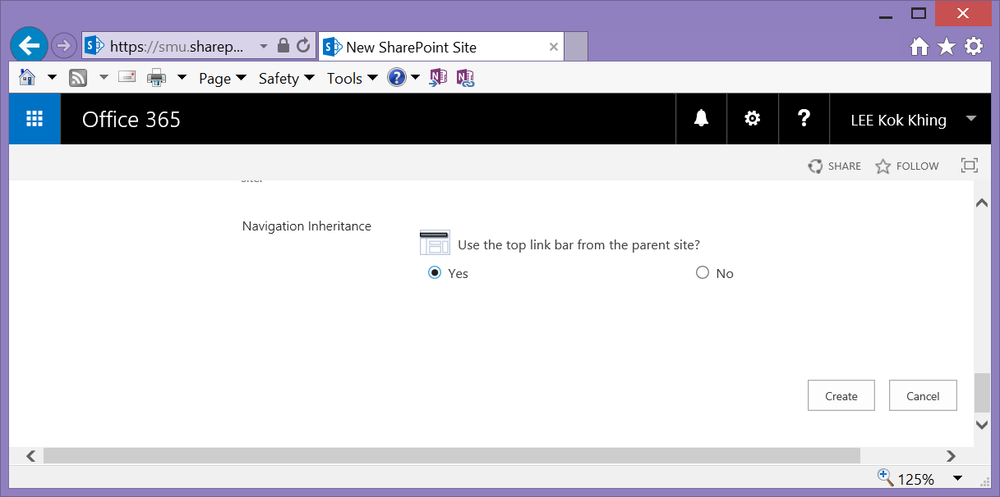 https://smu.sharep...
New SharePoint Site
Page Safety Tools
Office 365
LEE Kok Khing
SHARE FOLLOW
site.
Navigation Inheritance
Use the top link bar from the parent site?
Yes No
Create Cancel
125%